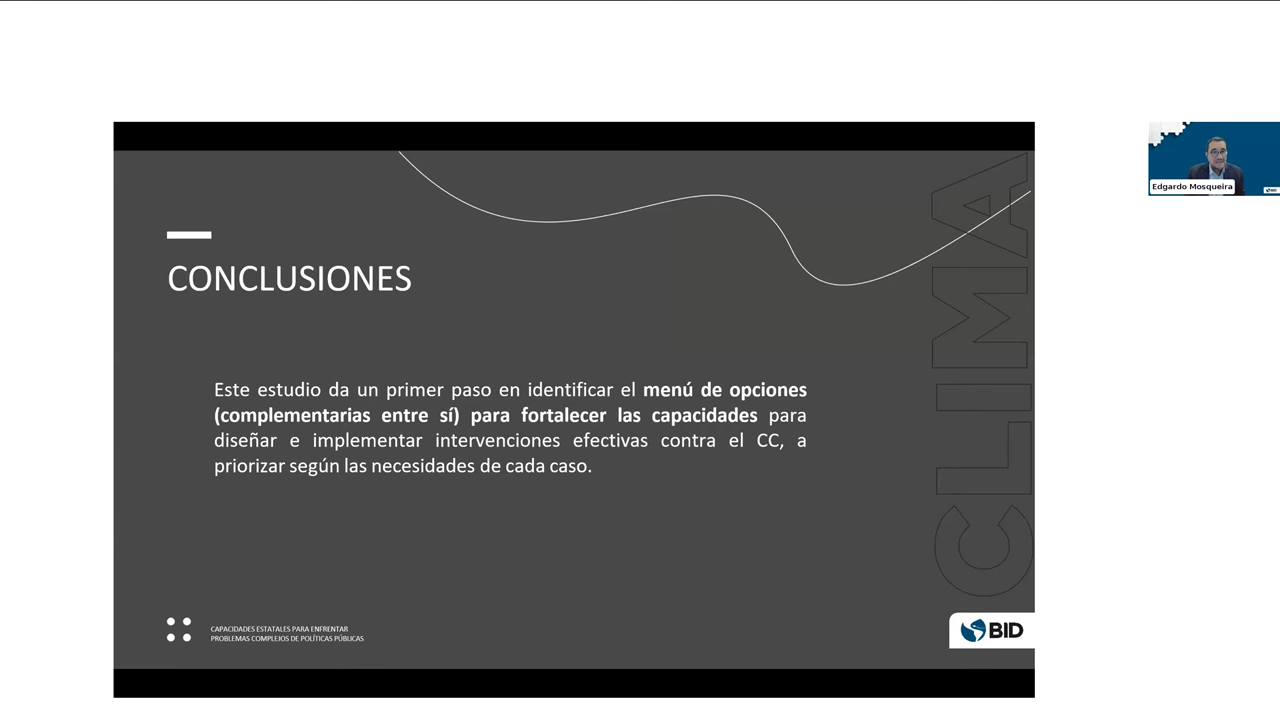 CONCLUSIONES
Este estudio da un primer paso en identificar el menú de opciones
(complementarias entre sí) para fortalecer las capacidades para
diseñar e implementar intervenciones efectivas contra el CC, a
priorizar según las necesidades de cada caso.
CLIMA
CAPACIDADES ESTATALES PARA ENFRENTAR
PROBLEMAS COMPLEJOS DE POLÍTICAS PÚBLICAS
BID
Edgardo Mosqueira
BID